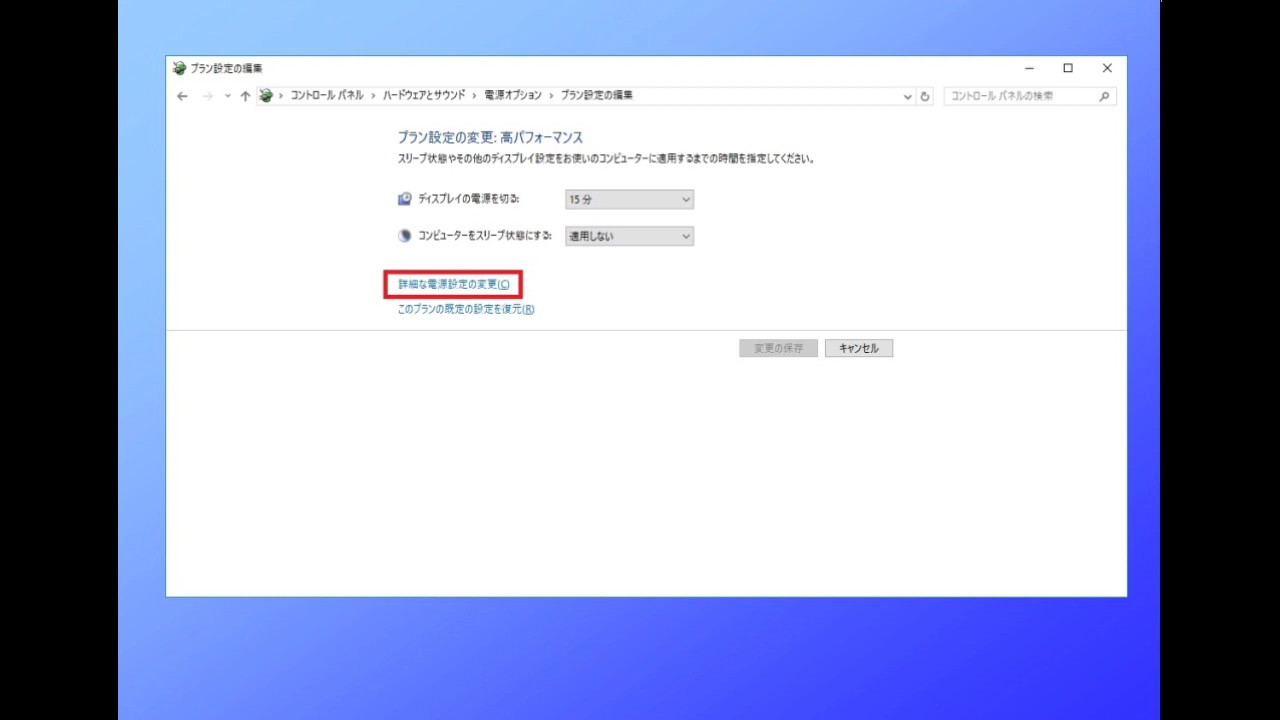 プラン設定の編集
コントロール パネル › ハードウェアとサウンド › 電源オプション › プラン設定の編集
コントロール パネルの検索
プラン設定の変更: 高パフォーマンス
スリープ状態やその他のディスプレイ設定をお使いのコンピューターに適用するまでの時間を指定してください。
ディスプレイの電源を切る: 15 分
コンピューターをスリープ状態にする: 適用しない
詳細な電源設定の変更(C)
このプランの既定の設定を復元(R)
変更の保存 キャンセル